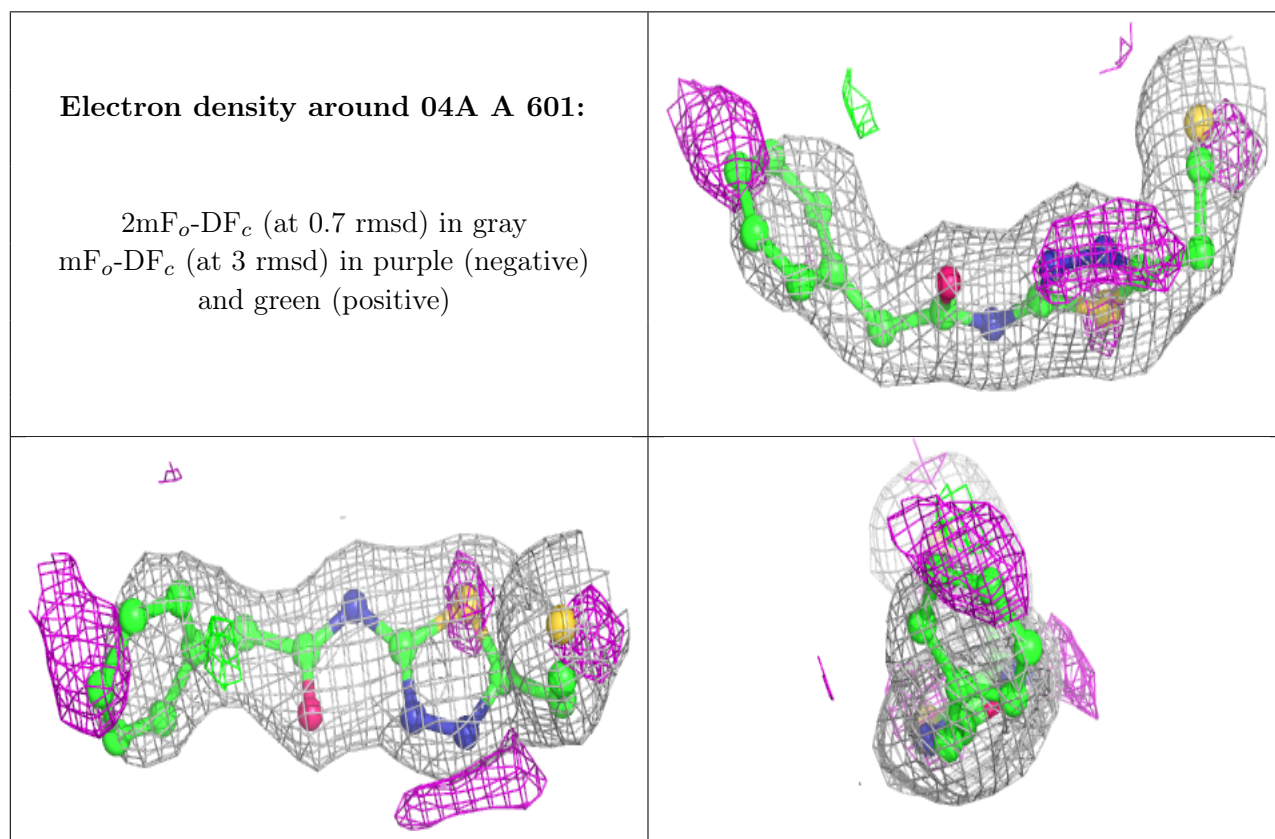 Electron density around 04A A 601:
2mFo-DFc (at 0.7 rmsd) in gray
mFo-DFc (at 3 rmsd) in purple (negative)
and green (positive)